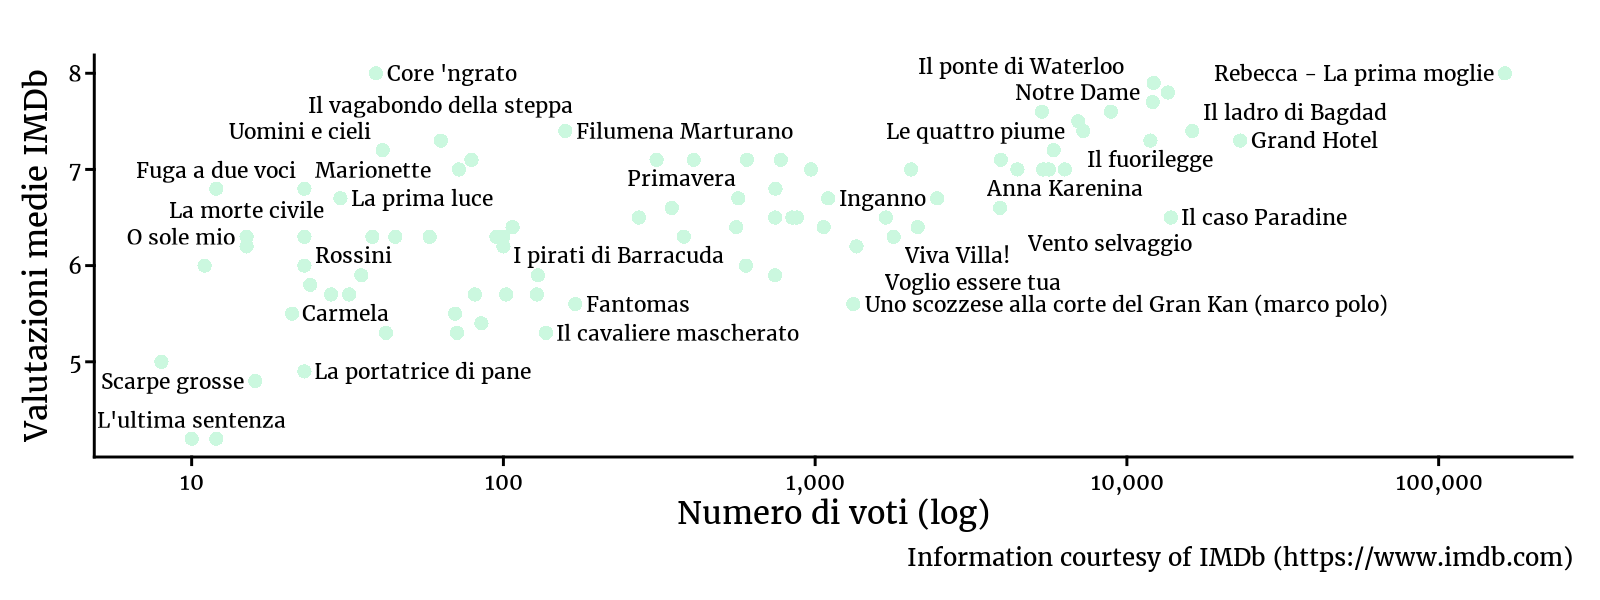 Valutazioni medie IMDb
8
7
6
5
Il ponte di Waterloo
Core 'ngrato
Rebecca - La prima moglie
Notre Dame
Il vagabondo della steppa
Il ladro di Bagdad
Uomini e cieli
Filumena Marturano
Le quattro piume
Grand Hotel
Il fuorilegge
Fuga a due voci
Marionette
Primavera
Anna Karenina
La prima luce
Inganno
La morte civile
Il caso Paradine
O sole mio
Vento selvaggio
Rossini
I pirati di Barracuda
Viva Villa!
Voglio essere tua
Fantomas
Uno scozzese alla corte del Gran Kan (marco polo)
Carmela
Il cavaliere mascherato
La portatrice di pane
Scarpe grosse
L'ultima sentenza
10
100
1,000
10,000
100,000
Numero di voti (log)
Information courtesy of IMDb (https://www.imdb.com)